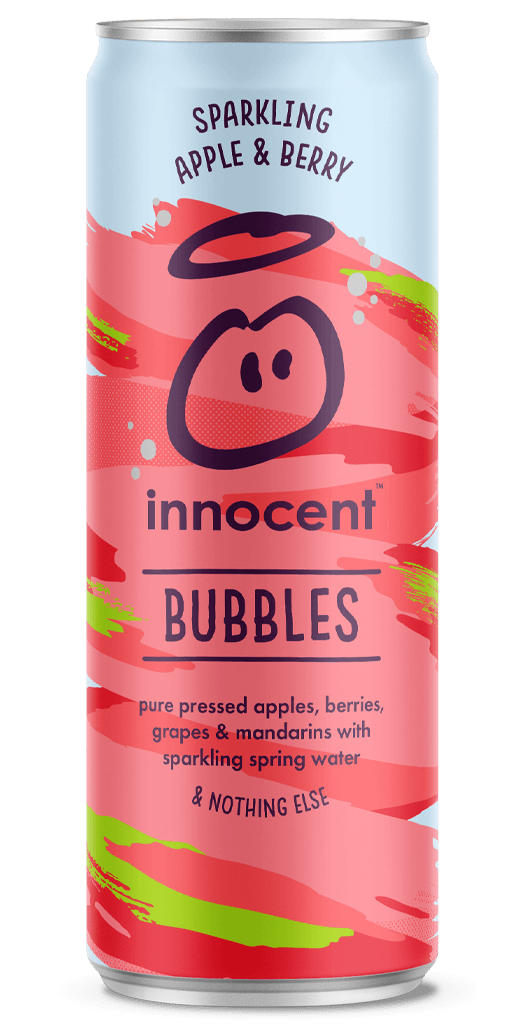 SPARKLING
APPLE & BERRY
innocent™
BUBBLES
pure pressed apples, berries,
grapes & mandarins with
sparkling spring water
& NOTHING ELSE